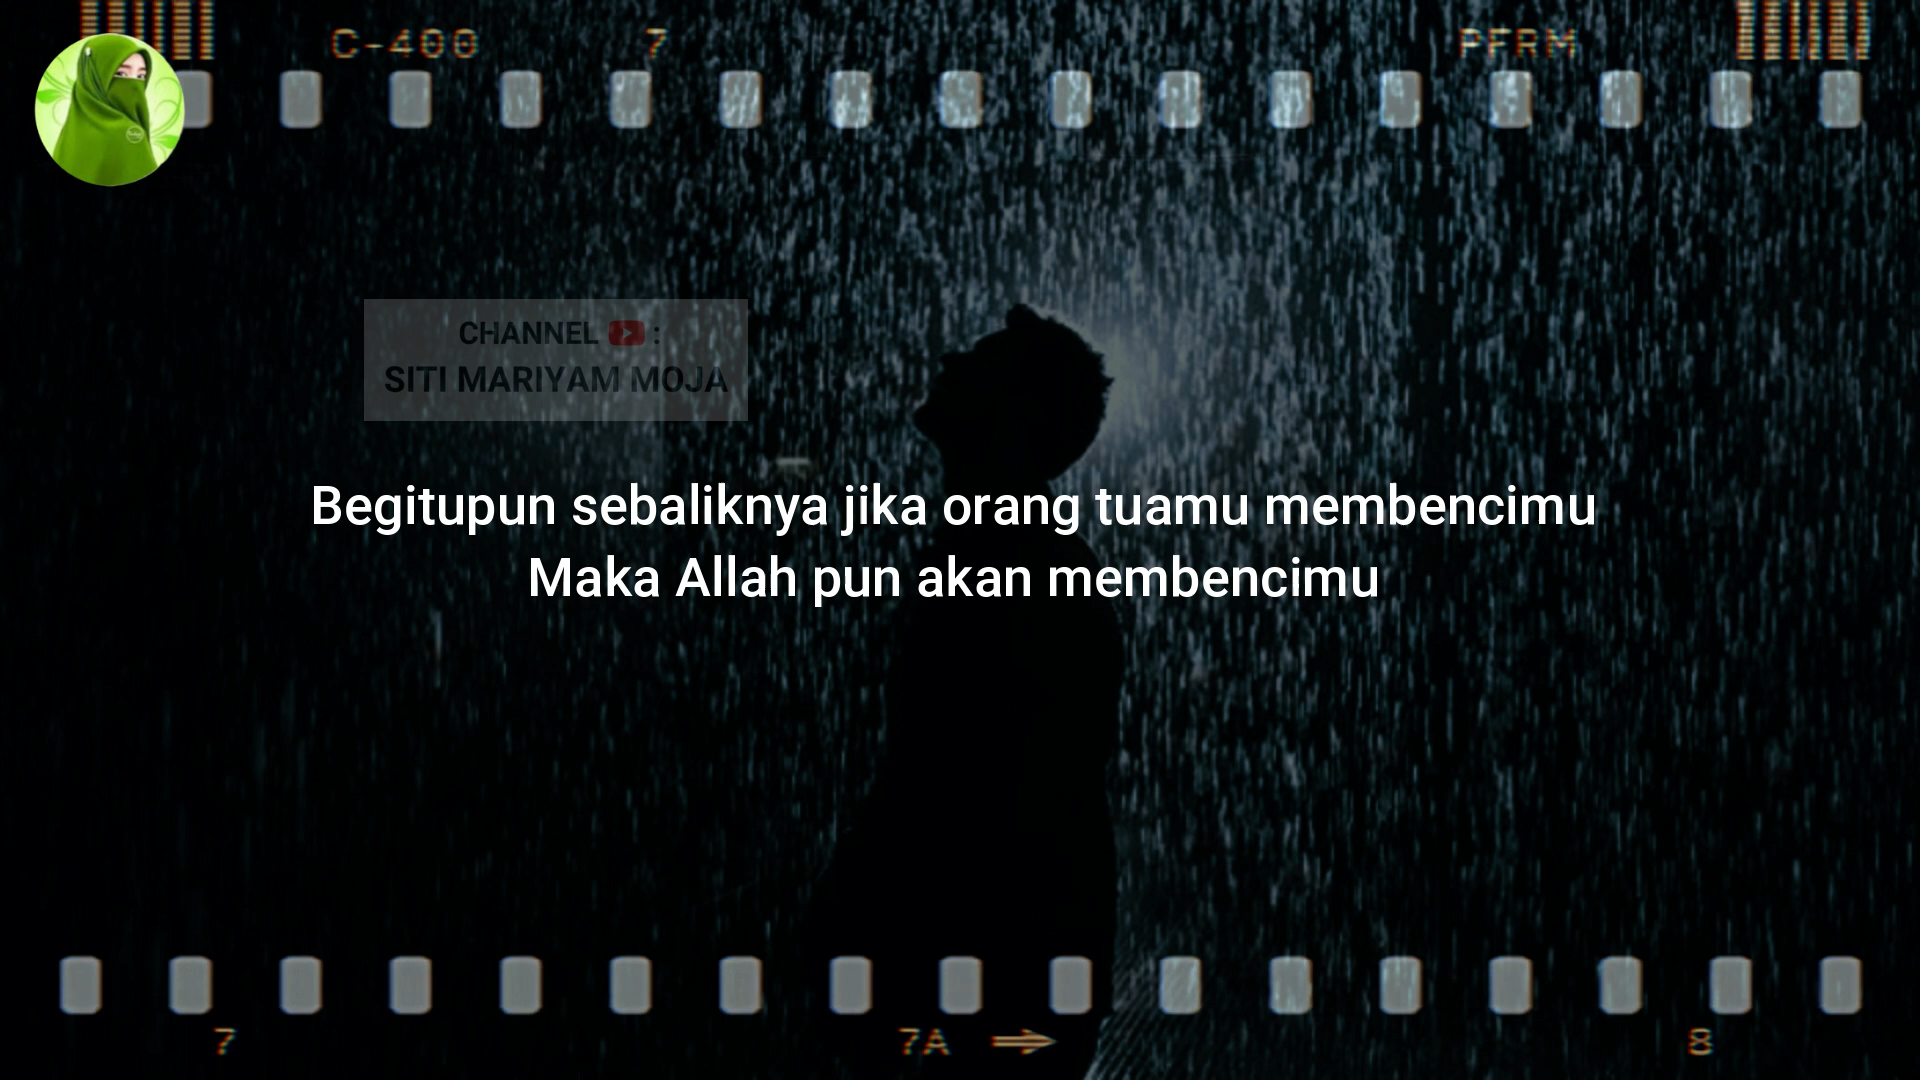 C-400 7 PFRM
CHANNEL :
SITI MARIYAM MOJA
Begitupun sebaliknya jika orang tuamu membencimu
Maka Allah pun akan membencimu
7 7A 8